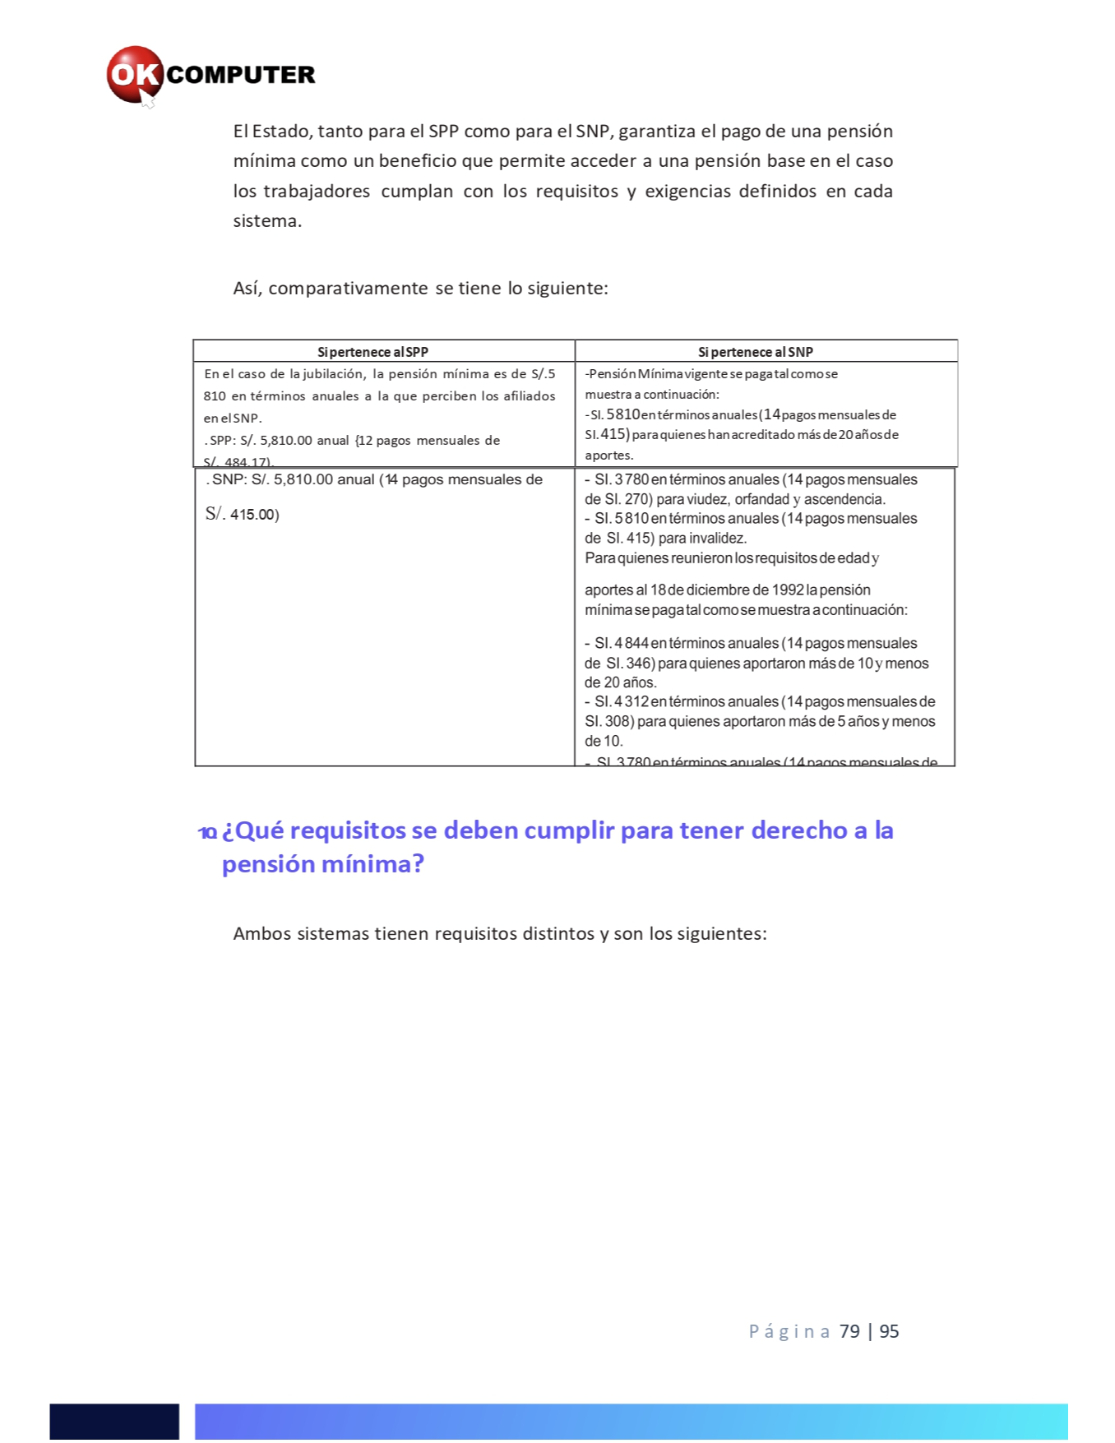 OK COMPUTER
El Estado, tanto para el SPP como para el SNP, garantiza el pago de una pensión
mínima como un beneficio que permite acceder a una pensión base en el caso
los trabajadores cumplan con los requisitos y exigencias definidos en cada
sistema.
Así, comparativamente se tiene lo siguiente:
Si pertenece al SPP
En el caso de la jubilación, la pensión mínima es de S/.5
810 en términos anuales a la que perciben los afiliados
en el SNP.
. SPP: S/. 5,810.00 anual {12 pagos mensuales de
S/. 484.17).
. SNP: S/. 5,810.00 anual (14 pagos mensuales de
S/. 415.00)
Si pertenece al SNP
-Pensión Mínima vigente se paga tal como se
muestra a continuación:
-SI. 5810 en términos anuales (14 pagos mensuales de
SI. 415) para quienes han acreditado más de 20 años de
aportes.
- SI. 3 780 en términos anuales (14 pagos mensuales
de SI. 270) para viudez, orfandad y ascendencia.
- SI. 5 810 en términos anuales (14 pagos mensuales
de SI. 415) para invalidez.
Para quienes reunieron los requisitos de edad y
aportes al 18 de diciembre de 1992 la pensión
mínima se paga tal como se muestra a continuación:
- SI. 4 844 en términos anuales (14 pagos mensuales
de SI. 346) para quienes aportaron más de 10 y menos
de 20 años.
- SI. 4 312 en términos anuales (14 pagos mensuales de
SI. 308) para quienes aportaron más de 5 años y menos
de 10.
- SI. 3 780 en términos anuales (14 pagos mensuales de
10. ¿Qué requisitos se deben cumplir para tener derecho a la
pensión mínima?
Ambos sistemas tienen requisitos distintos y son los siguientes:
Página 79 | 95